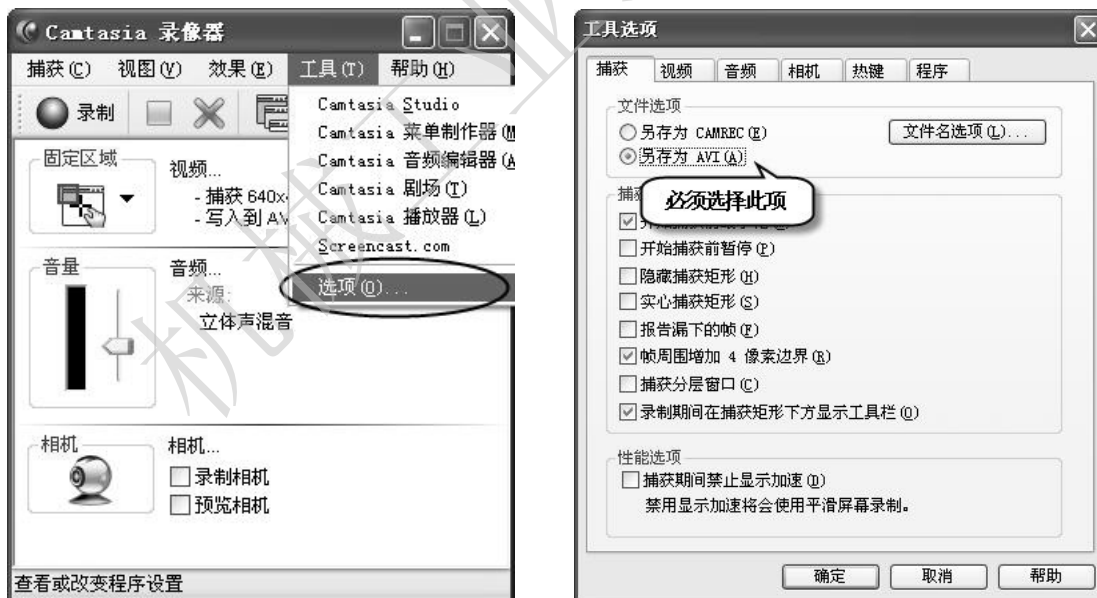 Camtasia 录像器
捕获(C) 视图(V) 效果(E) 工具(T) 帮助(H)
录制
Camtasia Studio
Camtasia 菜单制作器(M
Camtasia 音频编辑器(A
Camtasia 剧场(T)
Camtasia 播放器(L)
Screencast.com
选项(O)...
固定区域
视频...
- 捕获 640x
- 写入到 AV
音量
音频...
来源:
立体声混音
相机
相机...
录制相机
预览相机
查看或改变程序设置
工具选项
捕获 视频 音频 相机 热键 程序
文件选项
另存为 CAMREC(E) 文件名选项(L)...
另存为 AVI(A)
必须选择此项
捕
开始捕获前暂停(P)
隐藏捕获矩形(H)
实心捕获矩形(S)
报告漏下的帧(F)
帧周围增加 4 像素边界(R)
捕获分层窗口(C)
录制期间在捕获矩形下方显示工具栏(O)
性能选项
捕获期间禁止显示加速(D)
禁用显示加速将会使用平滑屏幕录制。
确定 取消 帮助
机械工业